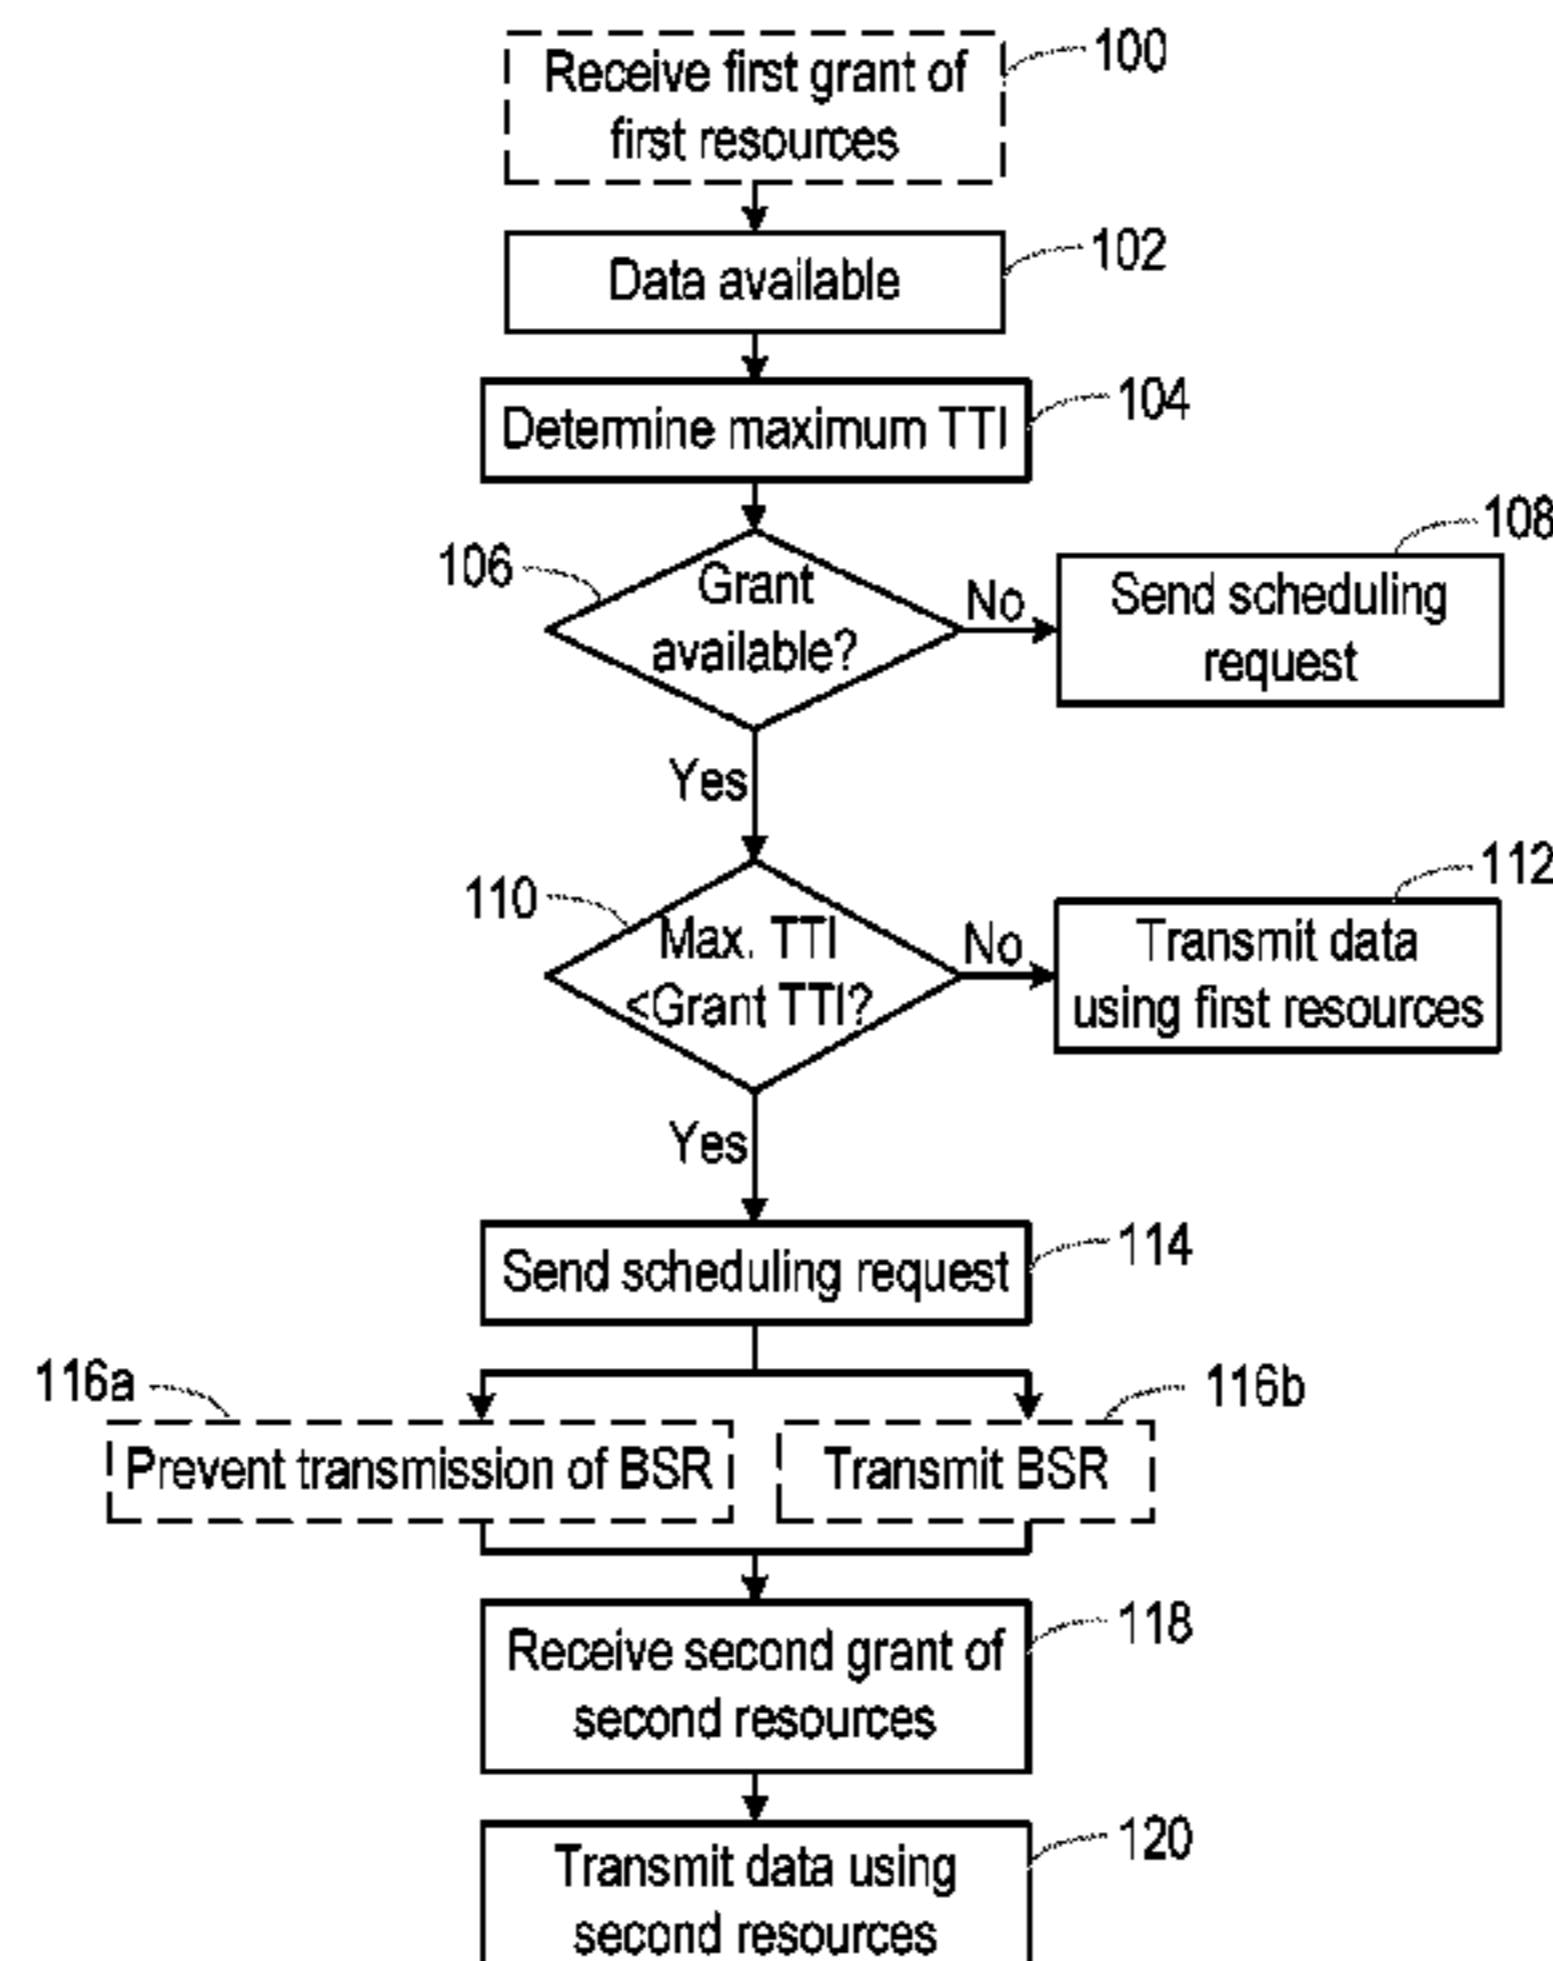 Receive first grant of
first resources
100
Data available
102
Determine maximum TTI
104
106
Grant
available?
No
Send scheduling
request
108
Yes
110
Max. TTI
<Grant TTI?
No
Transmit data
using first resources
112
Yes
Send scheduling request
114
116a
Prevent transmission of BSR
Transmit BSR
116b
Receive second grant of
second resources
118
Transmit data using
second resources
120